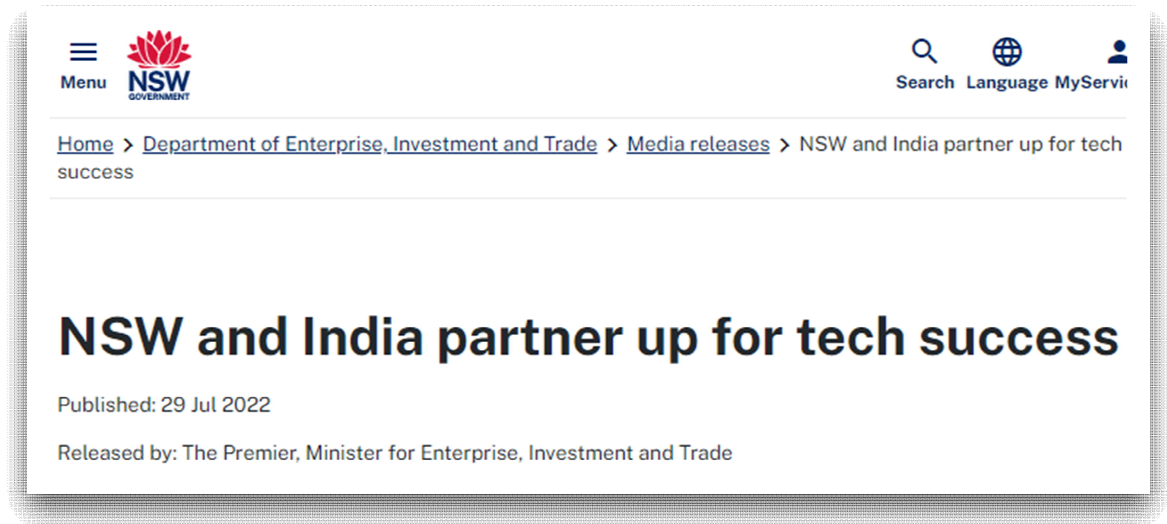 Menu
NSW
GOVERNMENT
Search Language MyServi
Home > Department of Enterprise, Investment and Trade > Media releases > NSW and India partner up for tech
success
NSW and India partner up for tech success
Published: 29 Jul 2022
Released by: The Premier, Minister for Enterprise, Investment and Trade